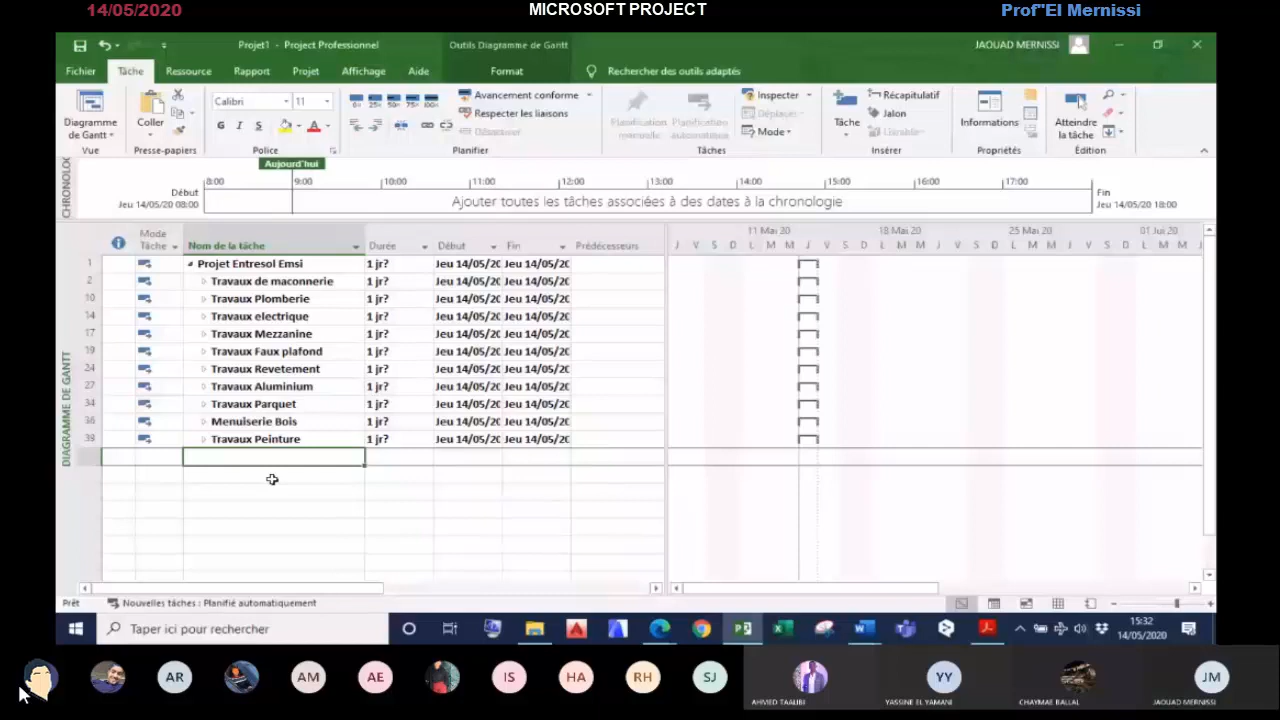 14/05/2020 MICROSOFT PROJECT Prof"El Mernissi
Projet1 - Project Professionnel Outils Diagramme de Gantt JAOUAD MERNISSI
Fichier Tâche Ressource Rapport Projet Affichage Aide Format Rechercher des outils adaptés
Diagramme de Gantt
Vue
Coller
Presse-papiers
Calibri 11
G I S
Police
0% 25% 50% 75% 100%
Avancement conforme
Respecter les liaisons
Désactiver
Planifier
Planification manuelle
Planification automatique
Inspecter
Déplacer
Mode
Tâches
Tâche
Récapitulatif
Jalon
Livrable
Insérer
Informations
Propriétés
Atteindre la tâche
Édition
Aujourd'hui
CHRONOLOG
8:00 9:00 10:00 11:00 12:00 13:00 14:00 15:00 16:00 17:00
Début
Jeu 14/05/20 08:00
Ajouter toutes les tâches associées à des dates à la chronologie
Fin
Jeu 14/05/20 18:00
Mode Tâche Nom de la tâche Durée Début Fin Prédécesseurs
11 Mai 20 18 Mai 20 25 Mai 20 01 Jui 20
J V S D L M M J V S D L M M J V S D L M M J V S D L M M J
1 Projet Entresol Emsi 1 jr? Jeu 14/05/20 Jeu 14/05/20
2 Travaux de maconnerie 1 jr? Jeu 14/05/20 Jeu 14/05/20
10 Travaux Plomberie 1 jr? Jeu 14/05/20 Jeu 14/05/20
14 Travaux electrique 1 jr? Jeu 14/05/20 Jeu 14/05/20
17 Travaux Mezzanine 1 jr? Jeu 14/05/20 Jeu 14/05/20
19 Travaux Faux plafond 1 jr? Jeu 14/05/20 Jeu 14/05/20
24 Travaux Revetement 1 jr? Jeu 14/05/20 Jeu 14/05/20
27 Travaux Aluminium 1 jr? Jeu 14/05/20 Jeu 14/05/20
34 Travaux Parquet 1 jr? Jeu 14/05/20 Jeu 14/05/20
36 Menuiserie Bois 1 jr? Jeu 14/05/20 Jeu 14/05/20
39 Travaux Peinture 1 jr? Jeu 14/05/20 Jeu 14/05/20
DIAGRAMME DE GANTT
Prêt Nouvelles tâches : Planifié automatiquement
Taper ici pour rechercher
15:32
14/05/2020
AR AM AE IS HA RH SJ YY JM
AHMED TAALIBI YASSINE EL YAMANI CHAYMAE BALLAL JAOUAD MERNISSI